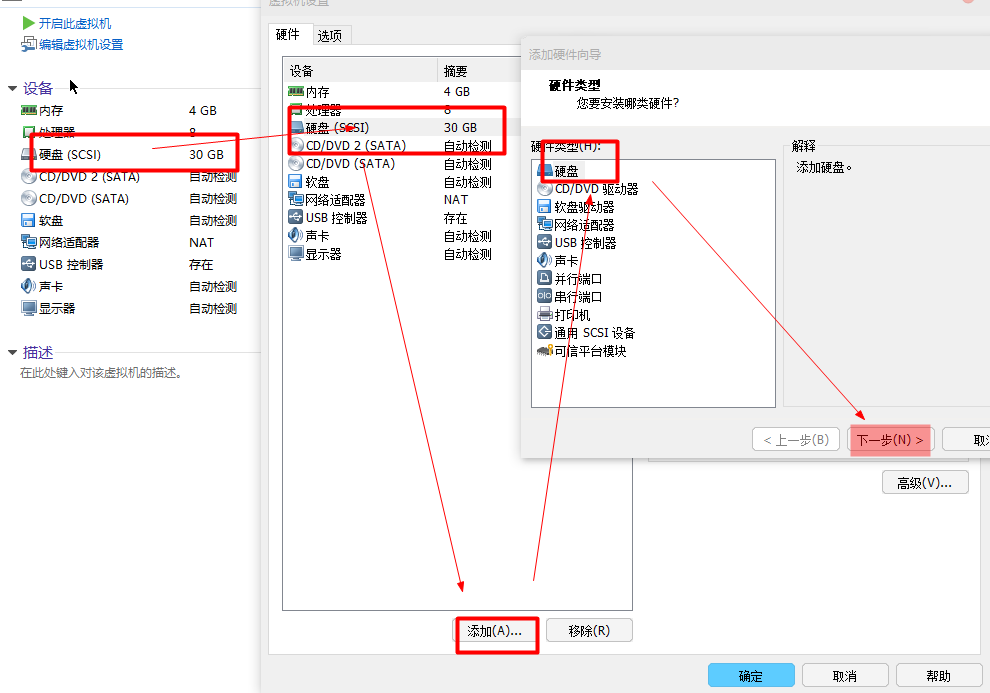 虚拟机设置
开启此虚拟机
编辑虚拟机设置
设备
内存 4 GB
处理器 8
硬盘 (SCSI) 30 GB
CD/DVD 2 (SATA) 自动检测
CD/DVD (SATA) 自动检测
软盘 自动检测
网络适配器 NAT
USB 控制器 存在
声卡 自动检测
显示器 自动检测
描述
在此处键入对该虚拟机的描述。
硬件 选项
设备 摘要
内存 4 GB
处理器 8
硬盘 (SCSI) 30 GB
CD/DVD 2 (SATA) 自动检测
CD/DVD (SATA) 自动检测
软盘 自动检测
网络适配器 NAT
USB 控制器 存在
声卡 自动检测
显示器 自动检测
添加(A)... 移除(R)
添加硬件向导
硬件类型
您要安装哪类硬件?
硬件类型(H):
硬盘
CD/DVD 驱动器
软盘驱动器
网络适配器
USB 控制器
声卡
并行端口
串行端口
打印机
通用 SCSI 设备
可信平台模块
解释
添加硬盘。
< 上一步(B) 下一步(N) >
高级(V)...
确定 取消 帮助